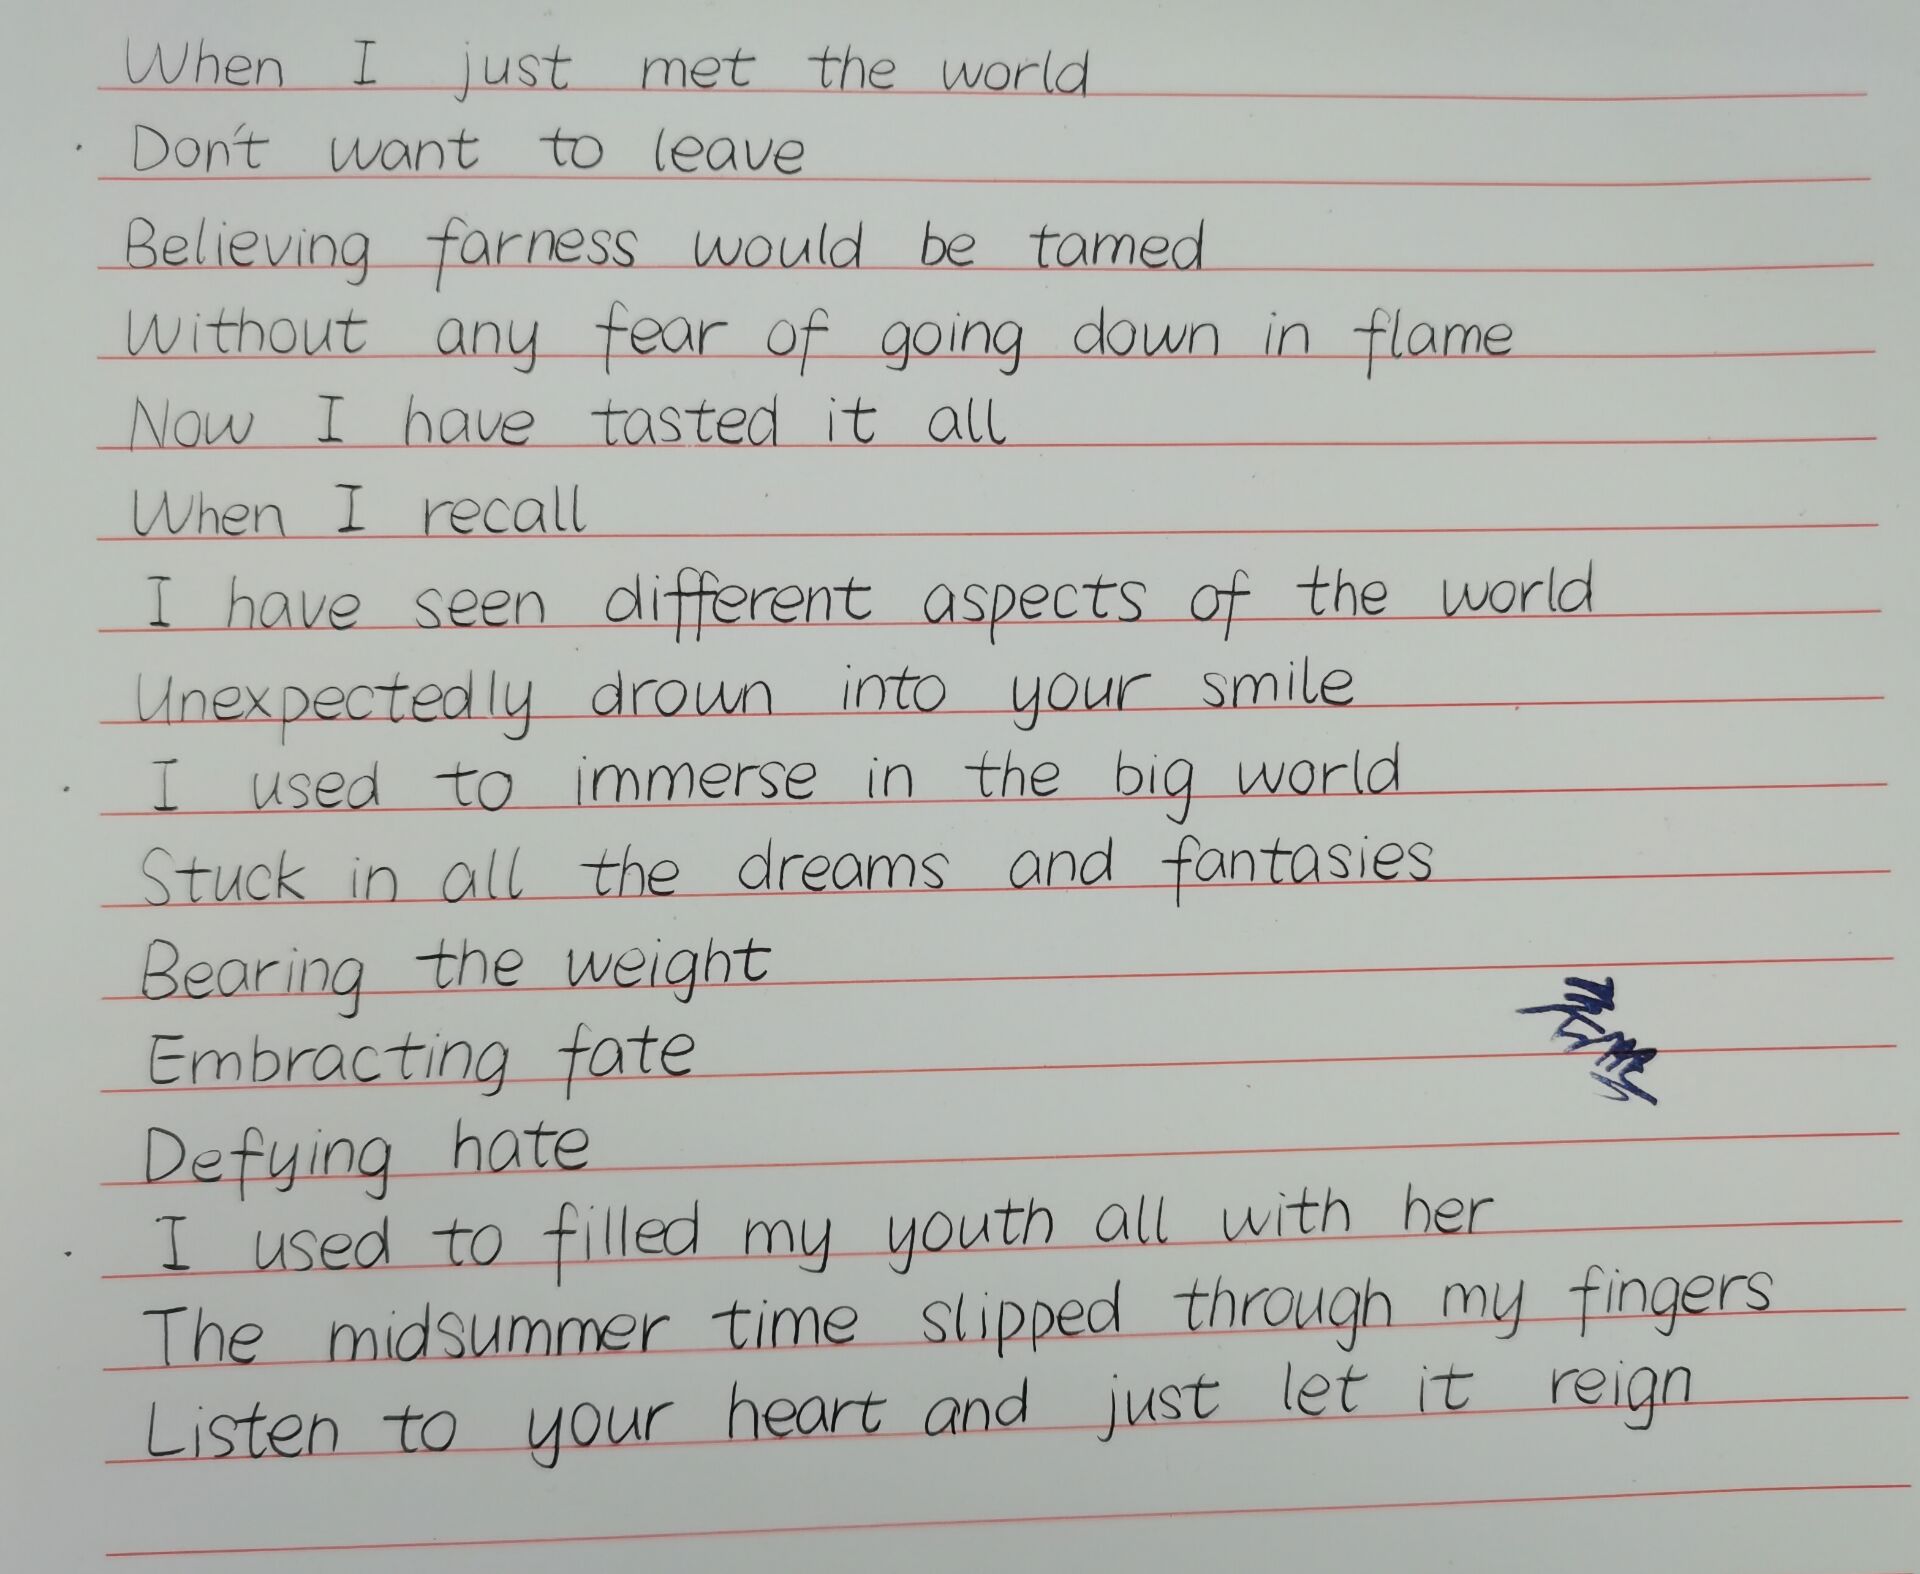 When I just met the world
Don't want to leave
Believing farness would be tamed
Without any fear of going down in flame
Now I have tasted it all
When I recall
I have seen different aspects of the world
Unexpectedly drown into your smile
I used to immerse in the big world
Stuck in all the dreams and fantasies
Bearing the weight
Embracting fate
Defying hate
I used to filled my youth all with her
The midsummer time slipped through my fingers
Listen to your heart and just let it reign